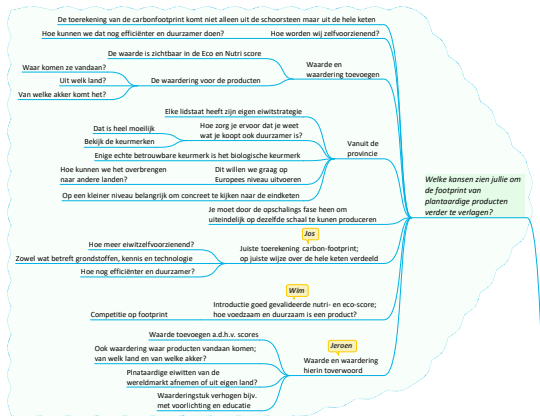 De toerekening van de carbonfootprint komt niet alleen uit de schoorsteen maar uit de hele keten
Hoe kunnen we dat nog efficiënter en duurzamer doen?
Hoe worden wij zelfvoorzienend?
De waarde is zichtbaar in de Eco en Nutri score
Waar komen ze vandaan?
Uit welk land?
Van welke akker komt het?
De waardering voor de producten
Waarde en
waardering toevoegen
Elke lidstaat heeft zijn eigen eiwitstrategie
Dat is heel moeilijk
Bekijk de keurmerken
Hoe zorg je ervoor dat je weet
wat je koopt ook duurzamer is?
Enige echte betrouwbare keurmerk is het biologische keurmerk
Hoe kunnen we het overbrengen
naar andere landen?
Dit willen we graag op
Europees niveau uitvoeren
Op een kleiner niveau belangrijk om concreet te kijken naar de eindketen
Vanuit de
provincie
Je moet door de opschalings fase heen om
uiteindelijk op dezelfde schaal te kunen produceren
Welke kansen zien jullie om
de footprint van
plantaardige producten
verder te verlagen?
Jos
Hoe meer eiwitzelfvoorzienend?
Zowel wat betreft grondstoffen, kennis en technologie
Hoe nog efficiënter en duurzamer?
Juiste toerekening carbon-footprint;
op juiste wijze over de hele keten verdeeld
Wim
Competitie op footprint
Introductie goed gevalideerde nutri- en eco-score;
hoe voedzaam en duurzaam is een product?
Jeroen
Waarde toevoegen a.d.h.v. scores
Ook waardering waar producten vandaan komen;
van welk land en van welke akker?
Plnataardige eiwitten van de
wereldmarkt afnemen of uit eigen land?
Waarderingstuk verhogen bijv.
met voorlichting en educatie
Waarde en waardering
hierin toverwoord